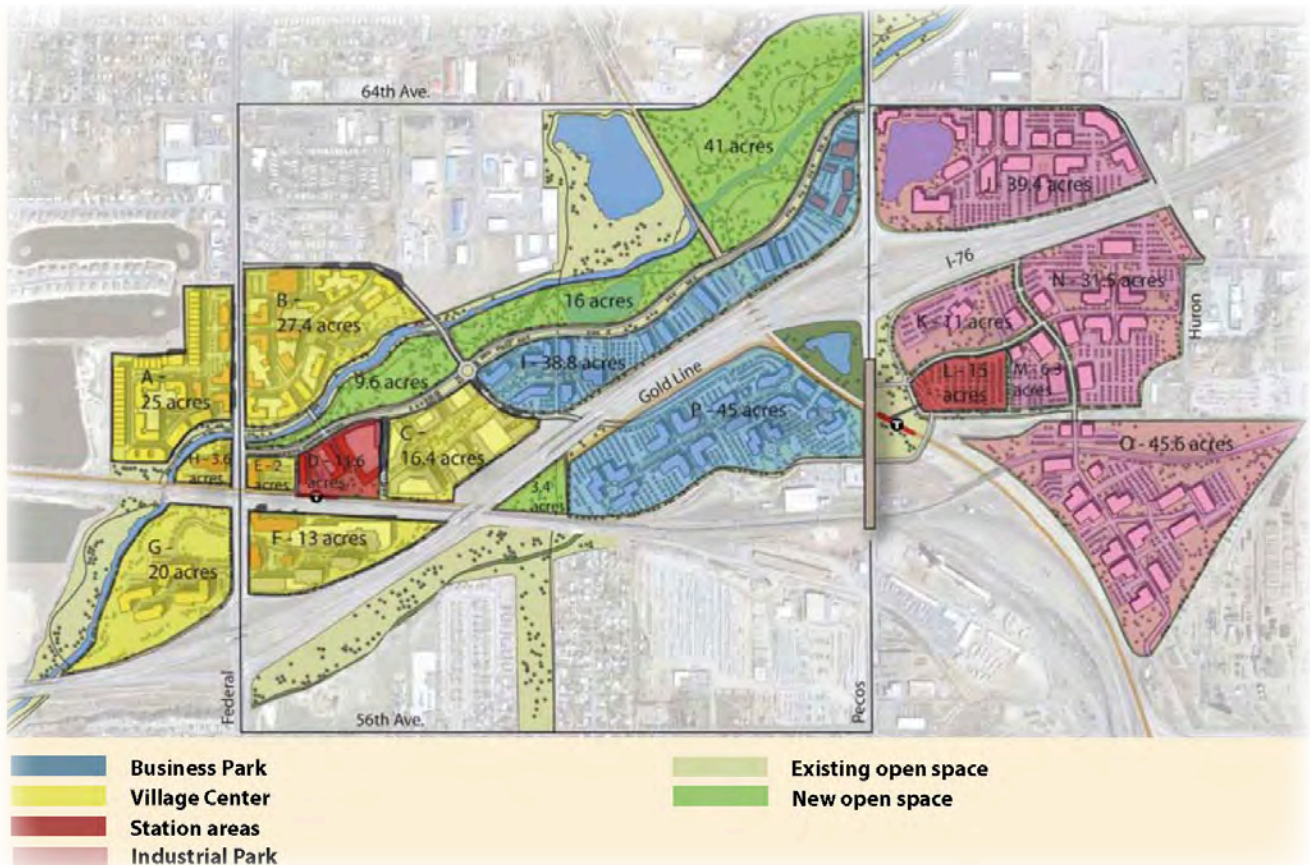 64th Ave.
41 acres
J - 39.4 acres
I-76
B -
27.4 acres
16 acres
N - 31.5 acres
K - 11 acres
Huron
A -
25 acres
9.6 acres
I - 38.8 acres
Gold Line
L - 15
acres
M - 6.3
acres
P - 45 acres
C -
16.4 acres
H - 3.6
acres
E - 2
acres
D - 13.6
acres
T
T
O - 45.6 acres
3.4
acres
F - 13 acres
G -
20 acres
Federal
56th Ave.
Pecos
Business Park
Village Center
Station areas
Industrial Park
Existing open space
New open space